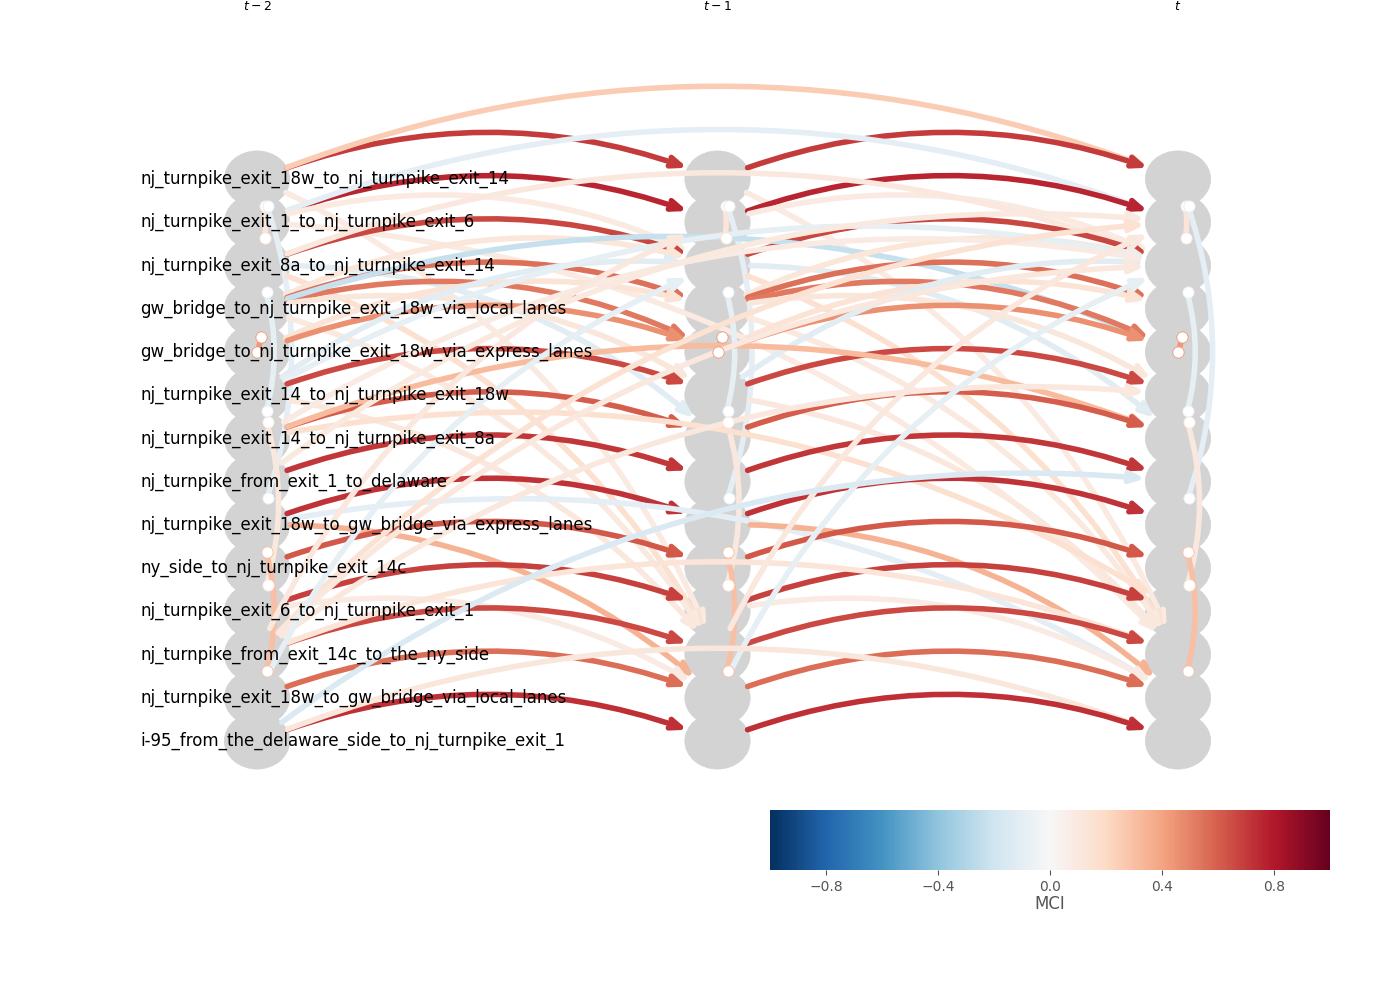 t − 2 t − 1 t
nj_turnpike_exit_18w_to_nj_turnpike_exit_14
nj_turnpike_exit_1_to_nj_turnpike_exit_6
nj_turnpike_exit_8a_to_nj_turnpike_exit_14
gw_bridge_to_nj_turnpike_exit_18w_via_local_lanes
gw_bridge_to_nj_turnpike_exit_18w_via_express_lanes
nj_turnpike_exit_14_to_nj_turnpike_exit_18w
nj_turnpike_exit_14_to_nj_turnpike_exit_8a
nj_turnpike_from_exit_1_to_delaware
nj_turnpike_exit_18w_to_gw_bridge_via_express_lanes
ny_side_to_nj_turnpike_exit_14c
nj_turnpike_exit_6_to_nj_turnpike_exit_1
nj_turnpike_from_exit_14c_to_the_ny_side
nj_turnpike_exit_18w_to_gw_bridge_via_local_lanes
i-95_from_the_delaware_side_to_nj_turnpike_exit_1
−0.8 −0.4 0.0 0.4 0.8
MCI